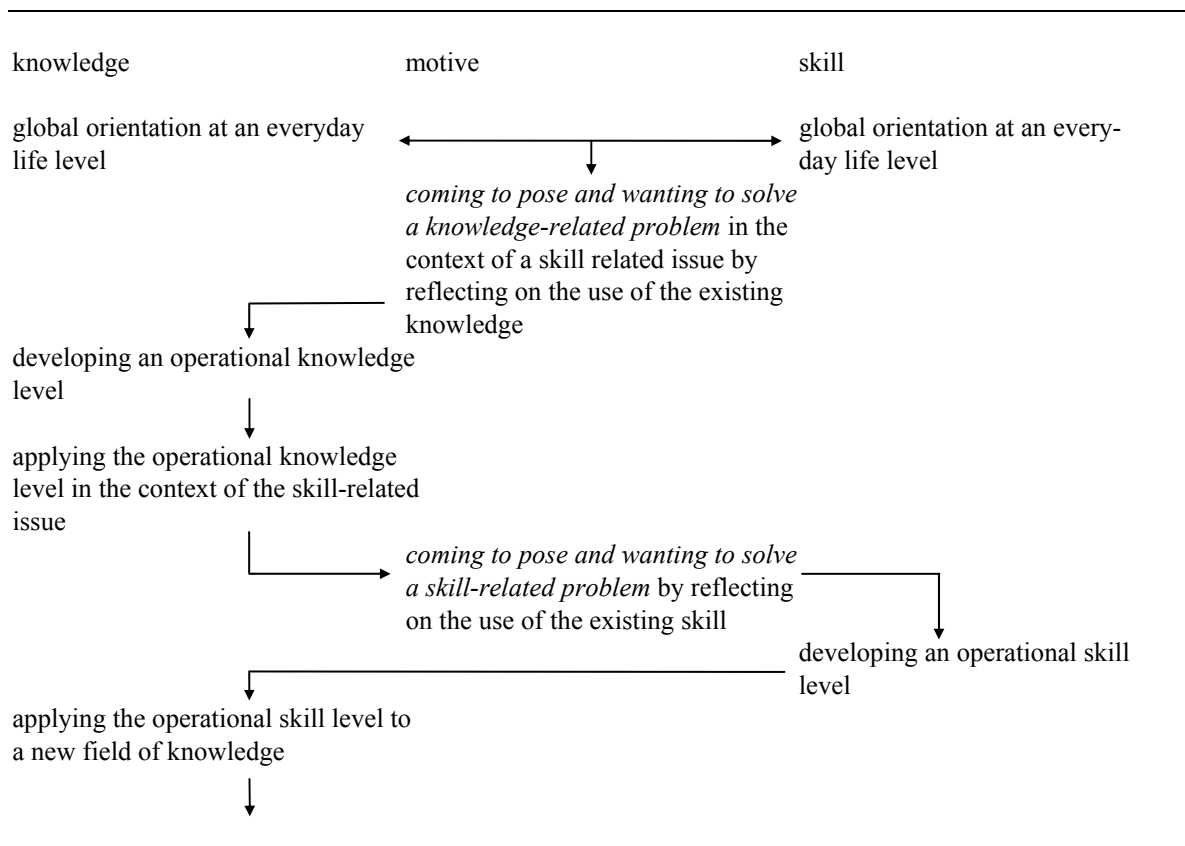 knowledge
motive
skill
global orientation at an everyday
life level
global orientation at an every-
day life level
coming to pose and wanting to solve
a knowledge-related problem in the
context of a skill related issue by
reflecting on the use of the existing
knowledge
developing an operational knowledge
level
applying the operational knowledge
level in the context of the skill-related
issue
coming to pose and wanting to solve
a skill-related problem by reflecting
on the use of the existing skill
developing an operational skill
level
applying the operational skill level to
a new field of knowledge